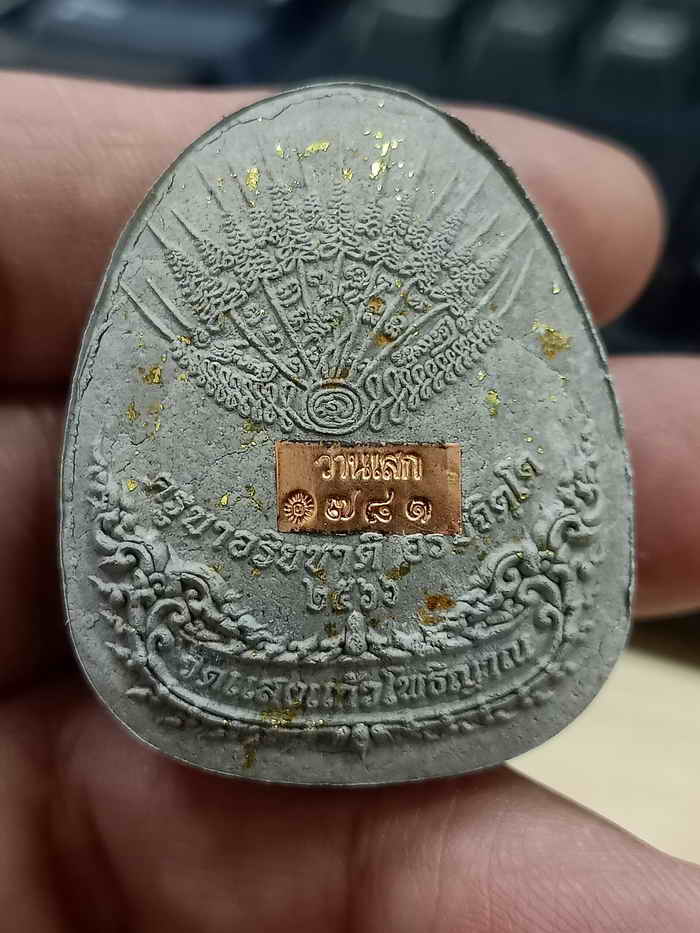 วานเสก
๗๘๑
ครูบาอริยชาติ
๒๕๖๖
วัดแสงแก้วโพธิญาณ